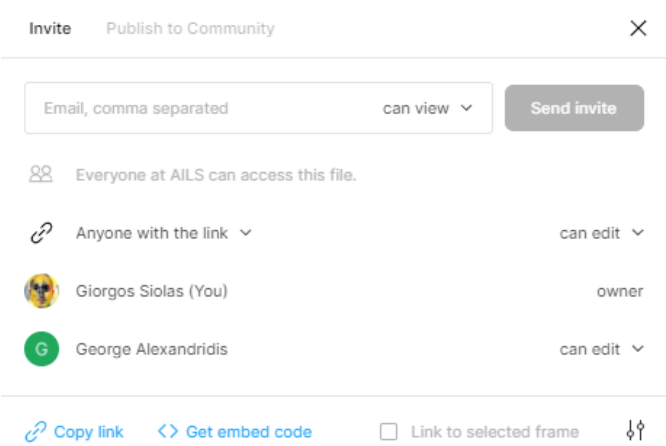 Invite Publish to Community
Email, comma separated can view Send invite
Everyone at AILS can access this file.
Anyone with the link can edit
Giorgos Siolas (You) owner
G George Alexandridis can edit
Copy link Get embed code Link to selected frame